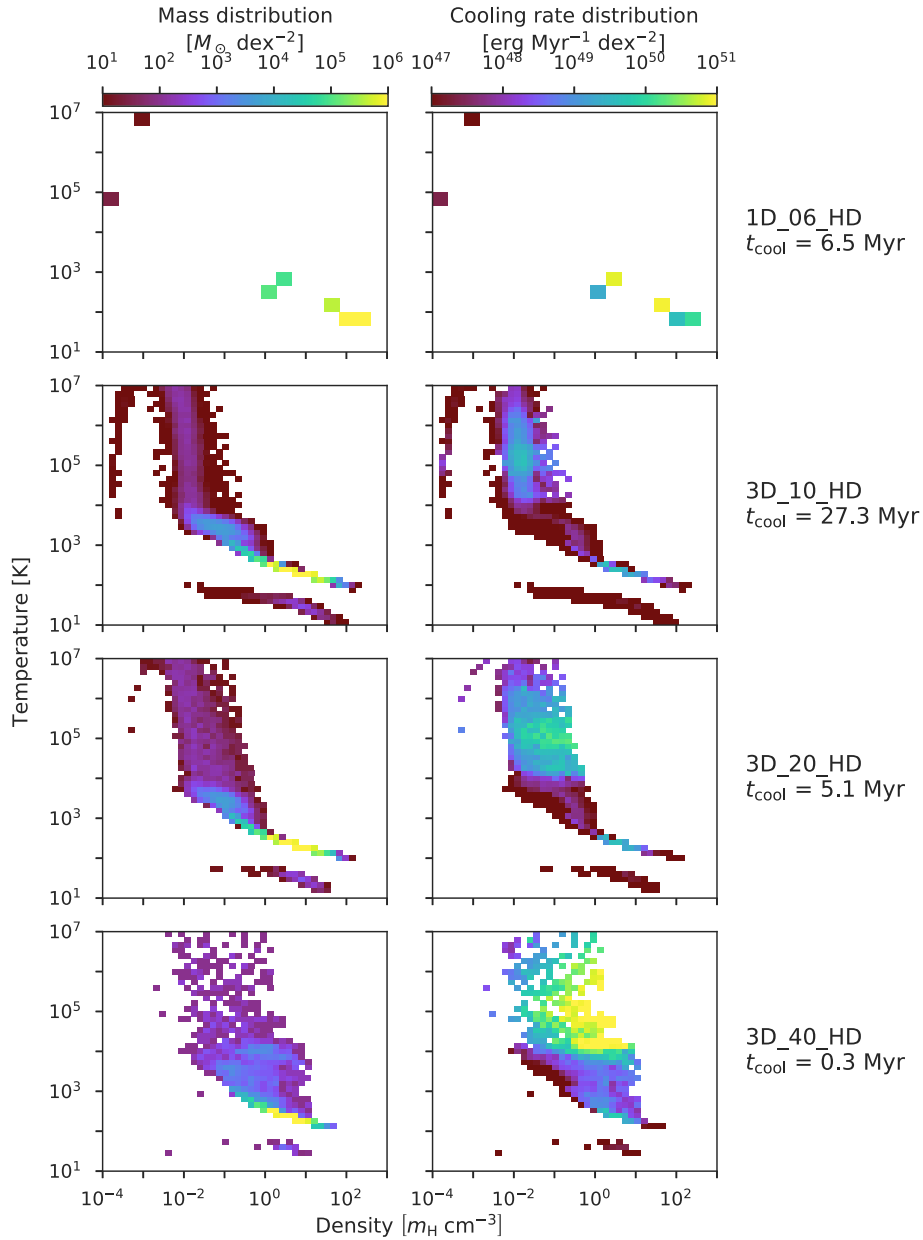 Mass distribution
[M⊙ dex⁻²]
10¹ 10² 10³ 10⁴ 10⁵ 10⁶
Cooling rate distribution
[erg Myr⁻¹ dex⁻²]
10⁴⁷ 10⁴⁸ 10⁴⁹ 10⁵⁰ 10⁵¹
10⁷
10⁵
10³
10¹
1D_06_HD
t_cool = 6.5 Myr
10⁷
10⁵
10³
10¹
3D_10_HD
t_cool = 27.3 Myr
Temperature [K]
10⁷
10⁵
10³
10¹
3D_20_HD
t_cool = 5.1 Myr
10⁷
10⁵
10³
10¹
3D_40_HD
t_cool = 0.3 Myr
10⁻⁴ 10⁻² 10⁰ 10² 10⁻⁴ 10⁻² 10⁰ 10²
Density [m_H cm⁻³]